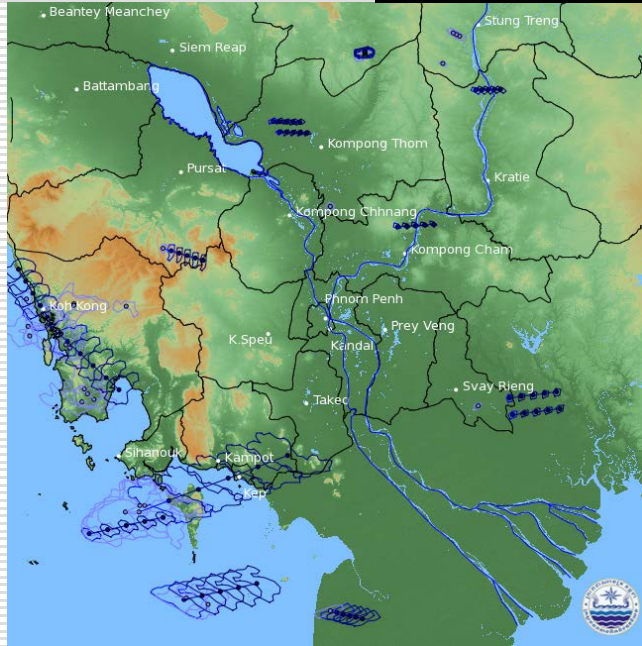 Beantey Meanchey
Stung Treng
Siem Reap
Battambang
Kompong Thom
Pursat
Kratie
Kompong Chhnang
Kompong Cham
Koh Kong
Phnom Penh
Prey Veng
K.Speu
Kandal
Svay Rieng
Takeo
Sihanouk
Kampot
Kep